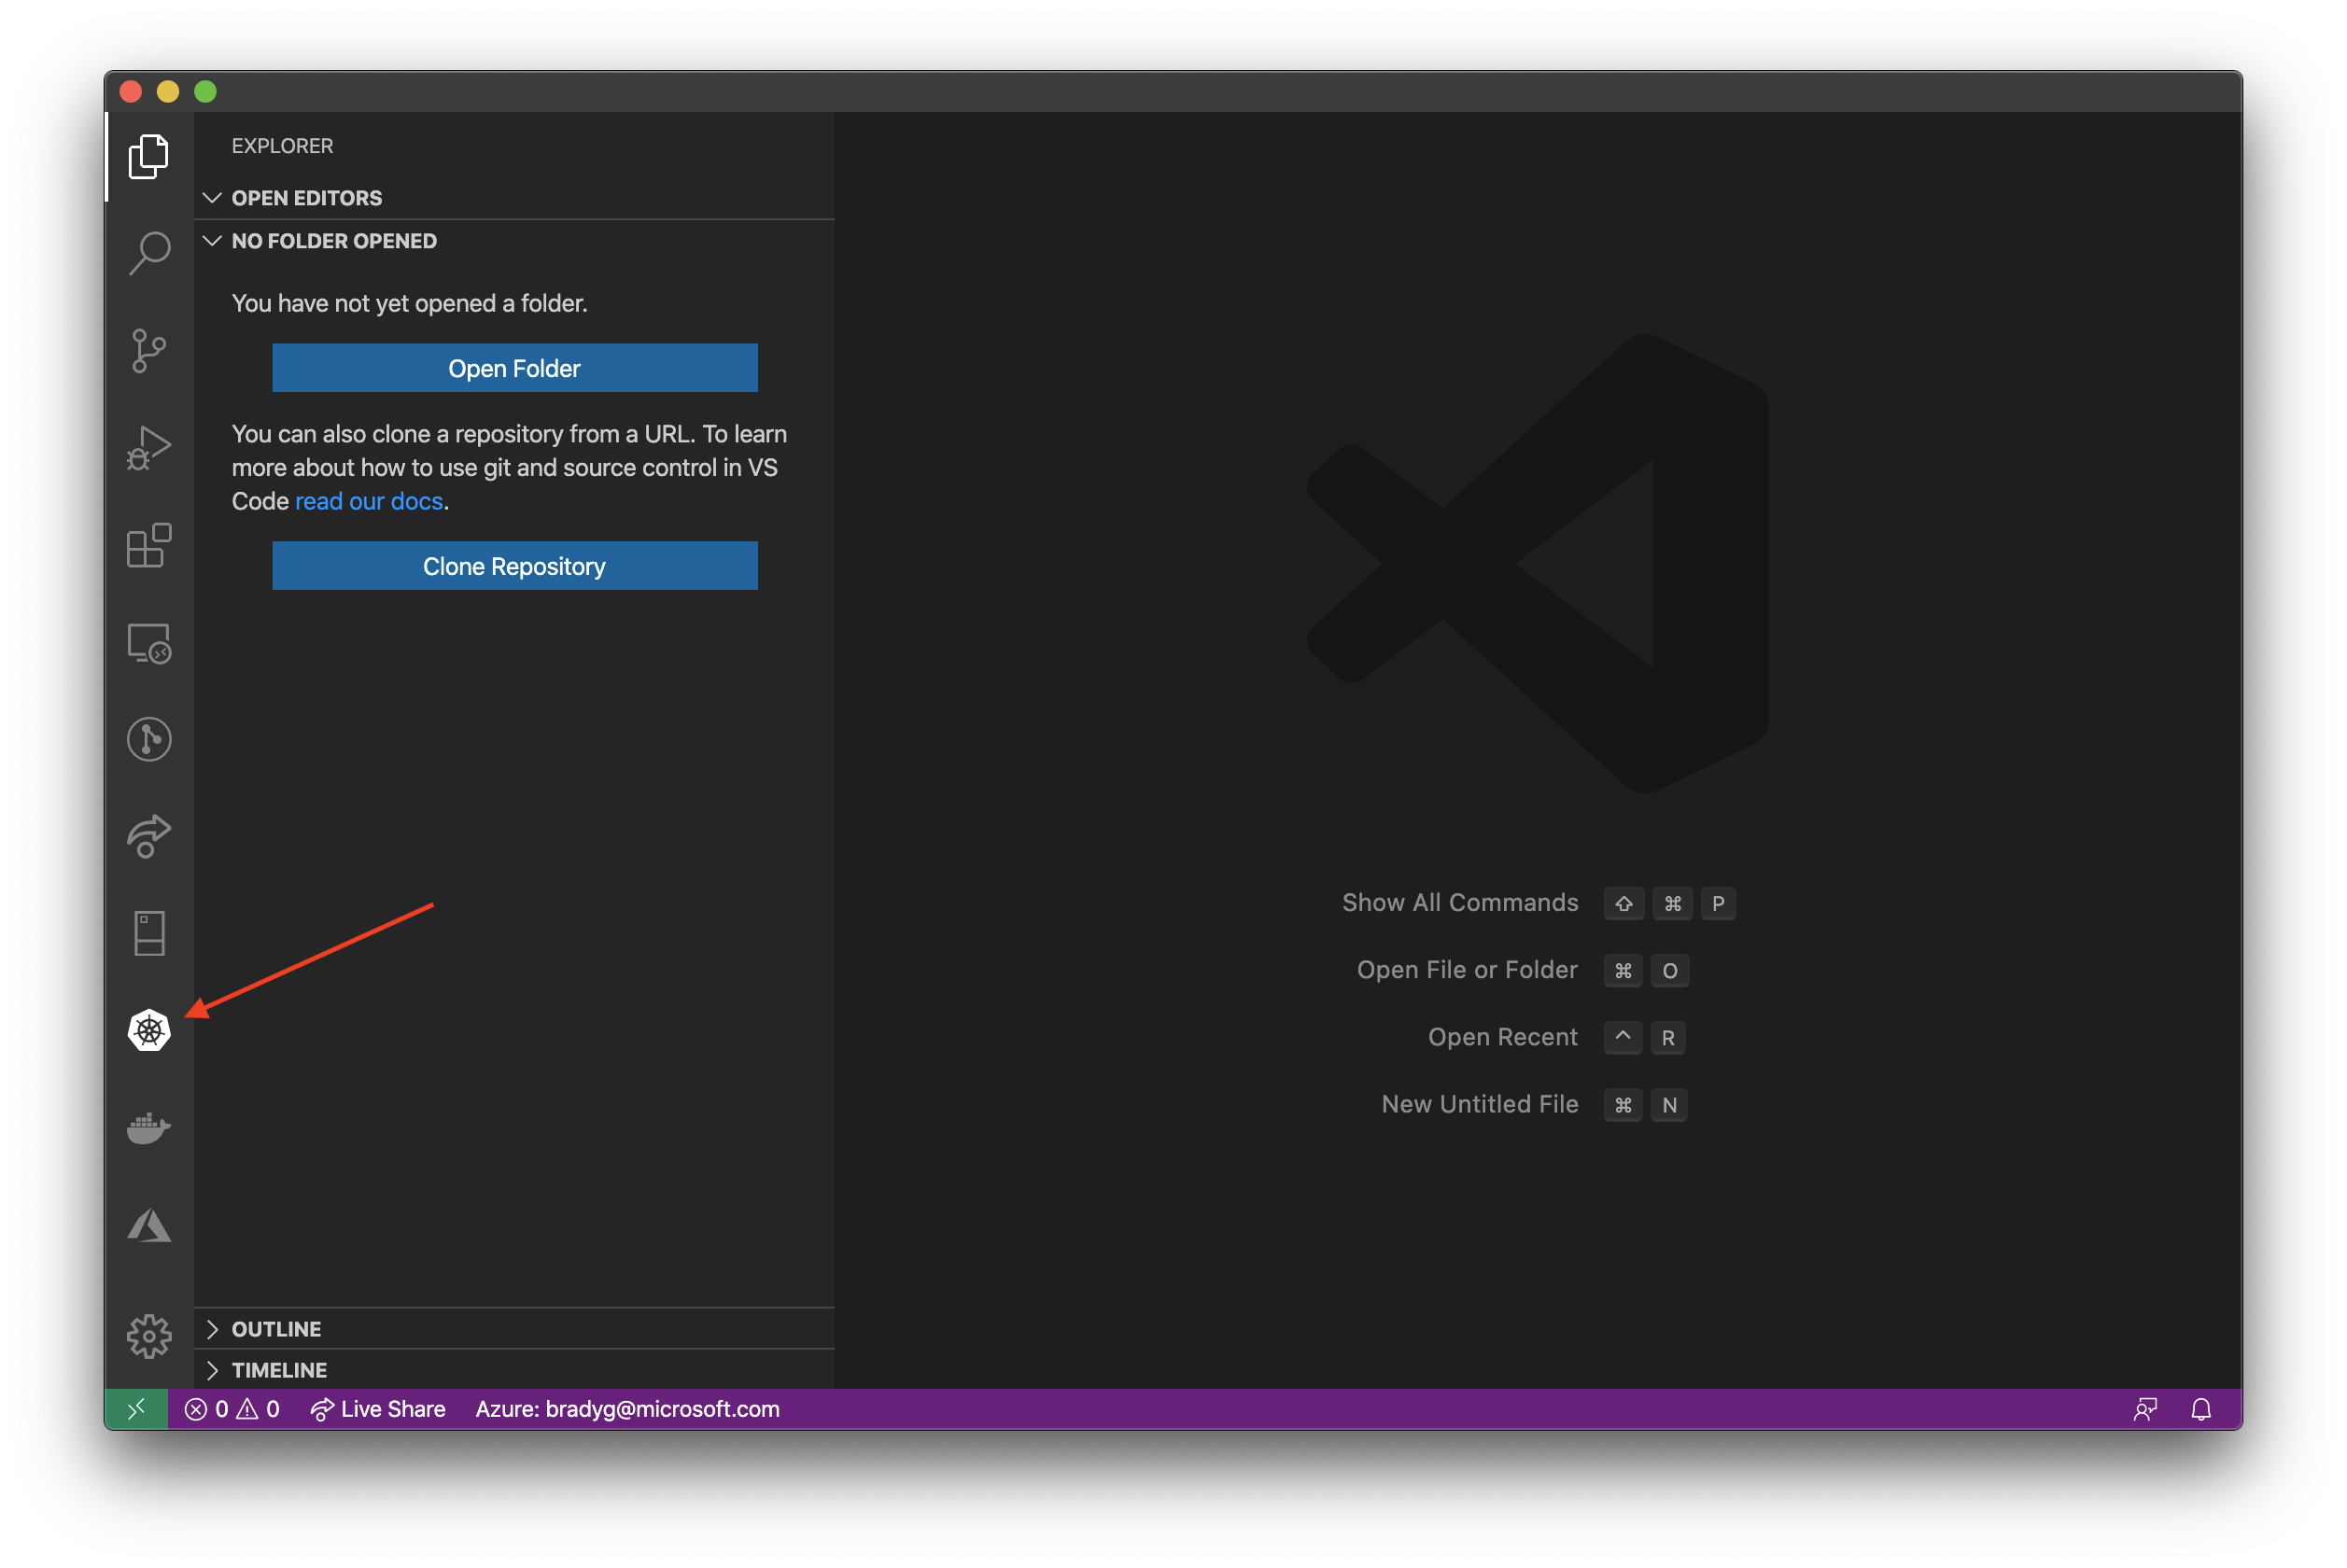 EXPLORER
OPEN EDITORS
NO FOLDER OPENED
You have not yet opened a folder.
Open Folder
You can also clone a repository from a URL. To learn
more about how to use git and source control in VS
Code read our docs.
Clone Repository
OUTLINE
TIMELINE
Show All Commands ⇧ ⌘ P
Open File or Folder ⌘ O
Open Recent ^ R
New Untitled File ⌘ N
0 0 Live Share Azure: bradyg@microsoft.com